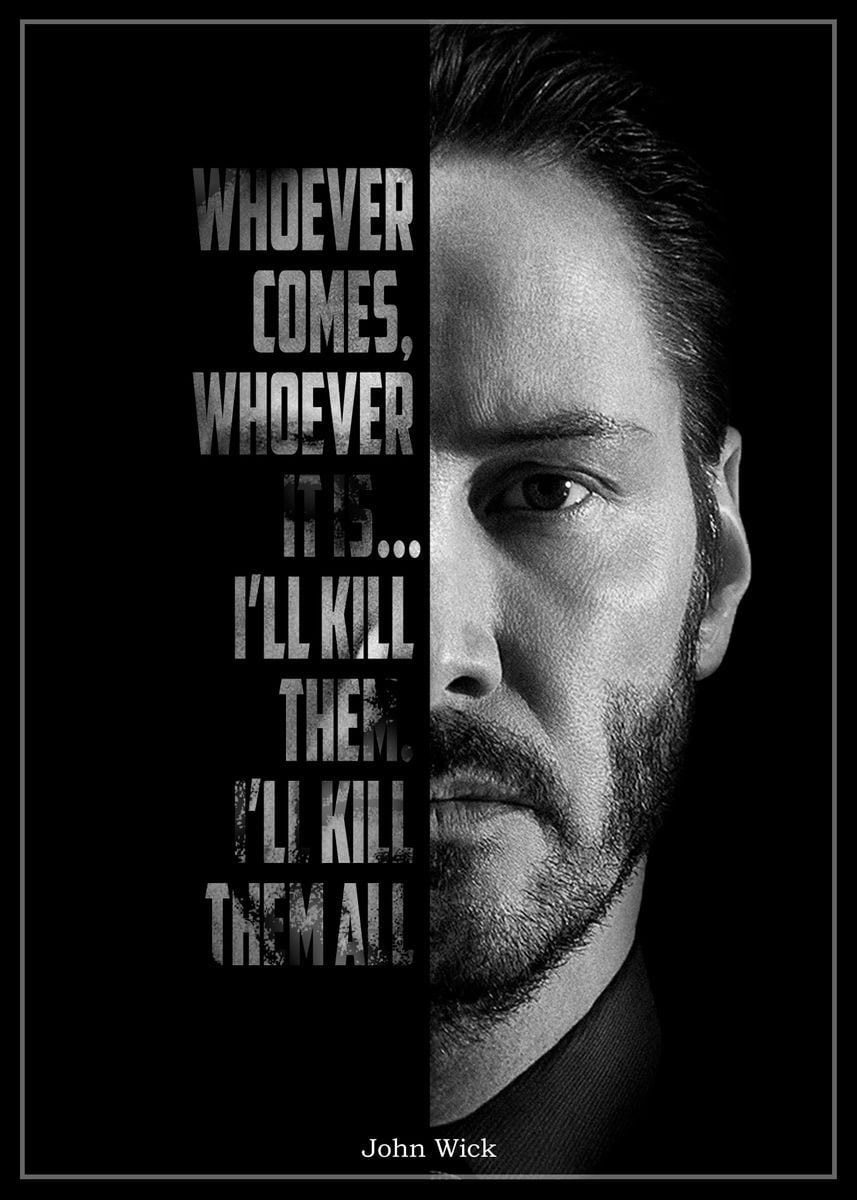 WHOEVER
COMES,
WHOEVER
IT IS...
I'LL KILL
THEM.
I'LL KILL
THEM ALL
John Wick